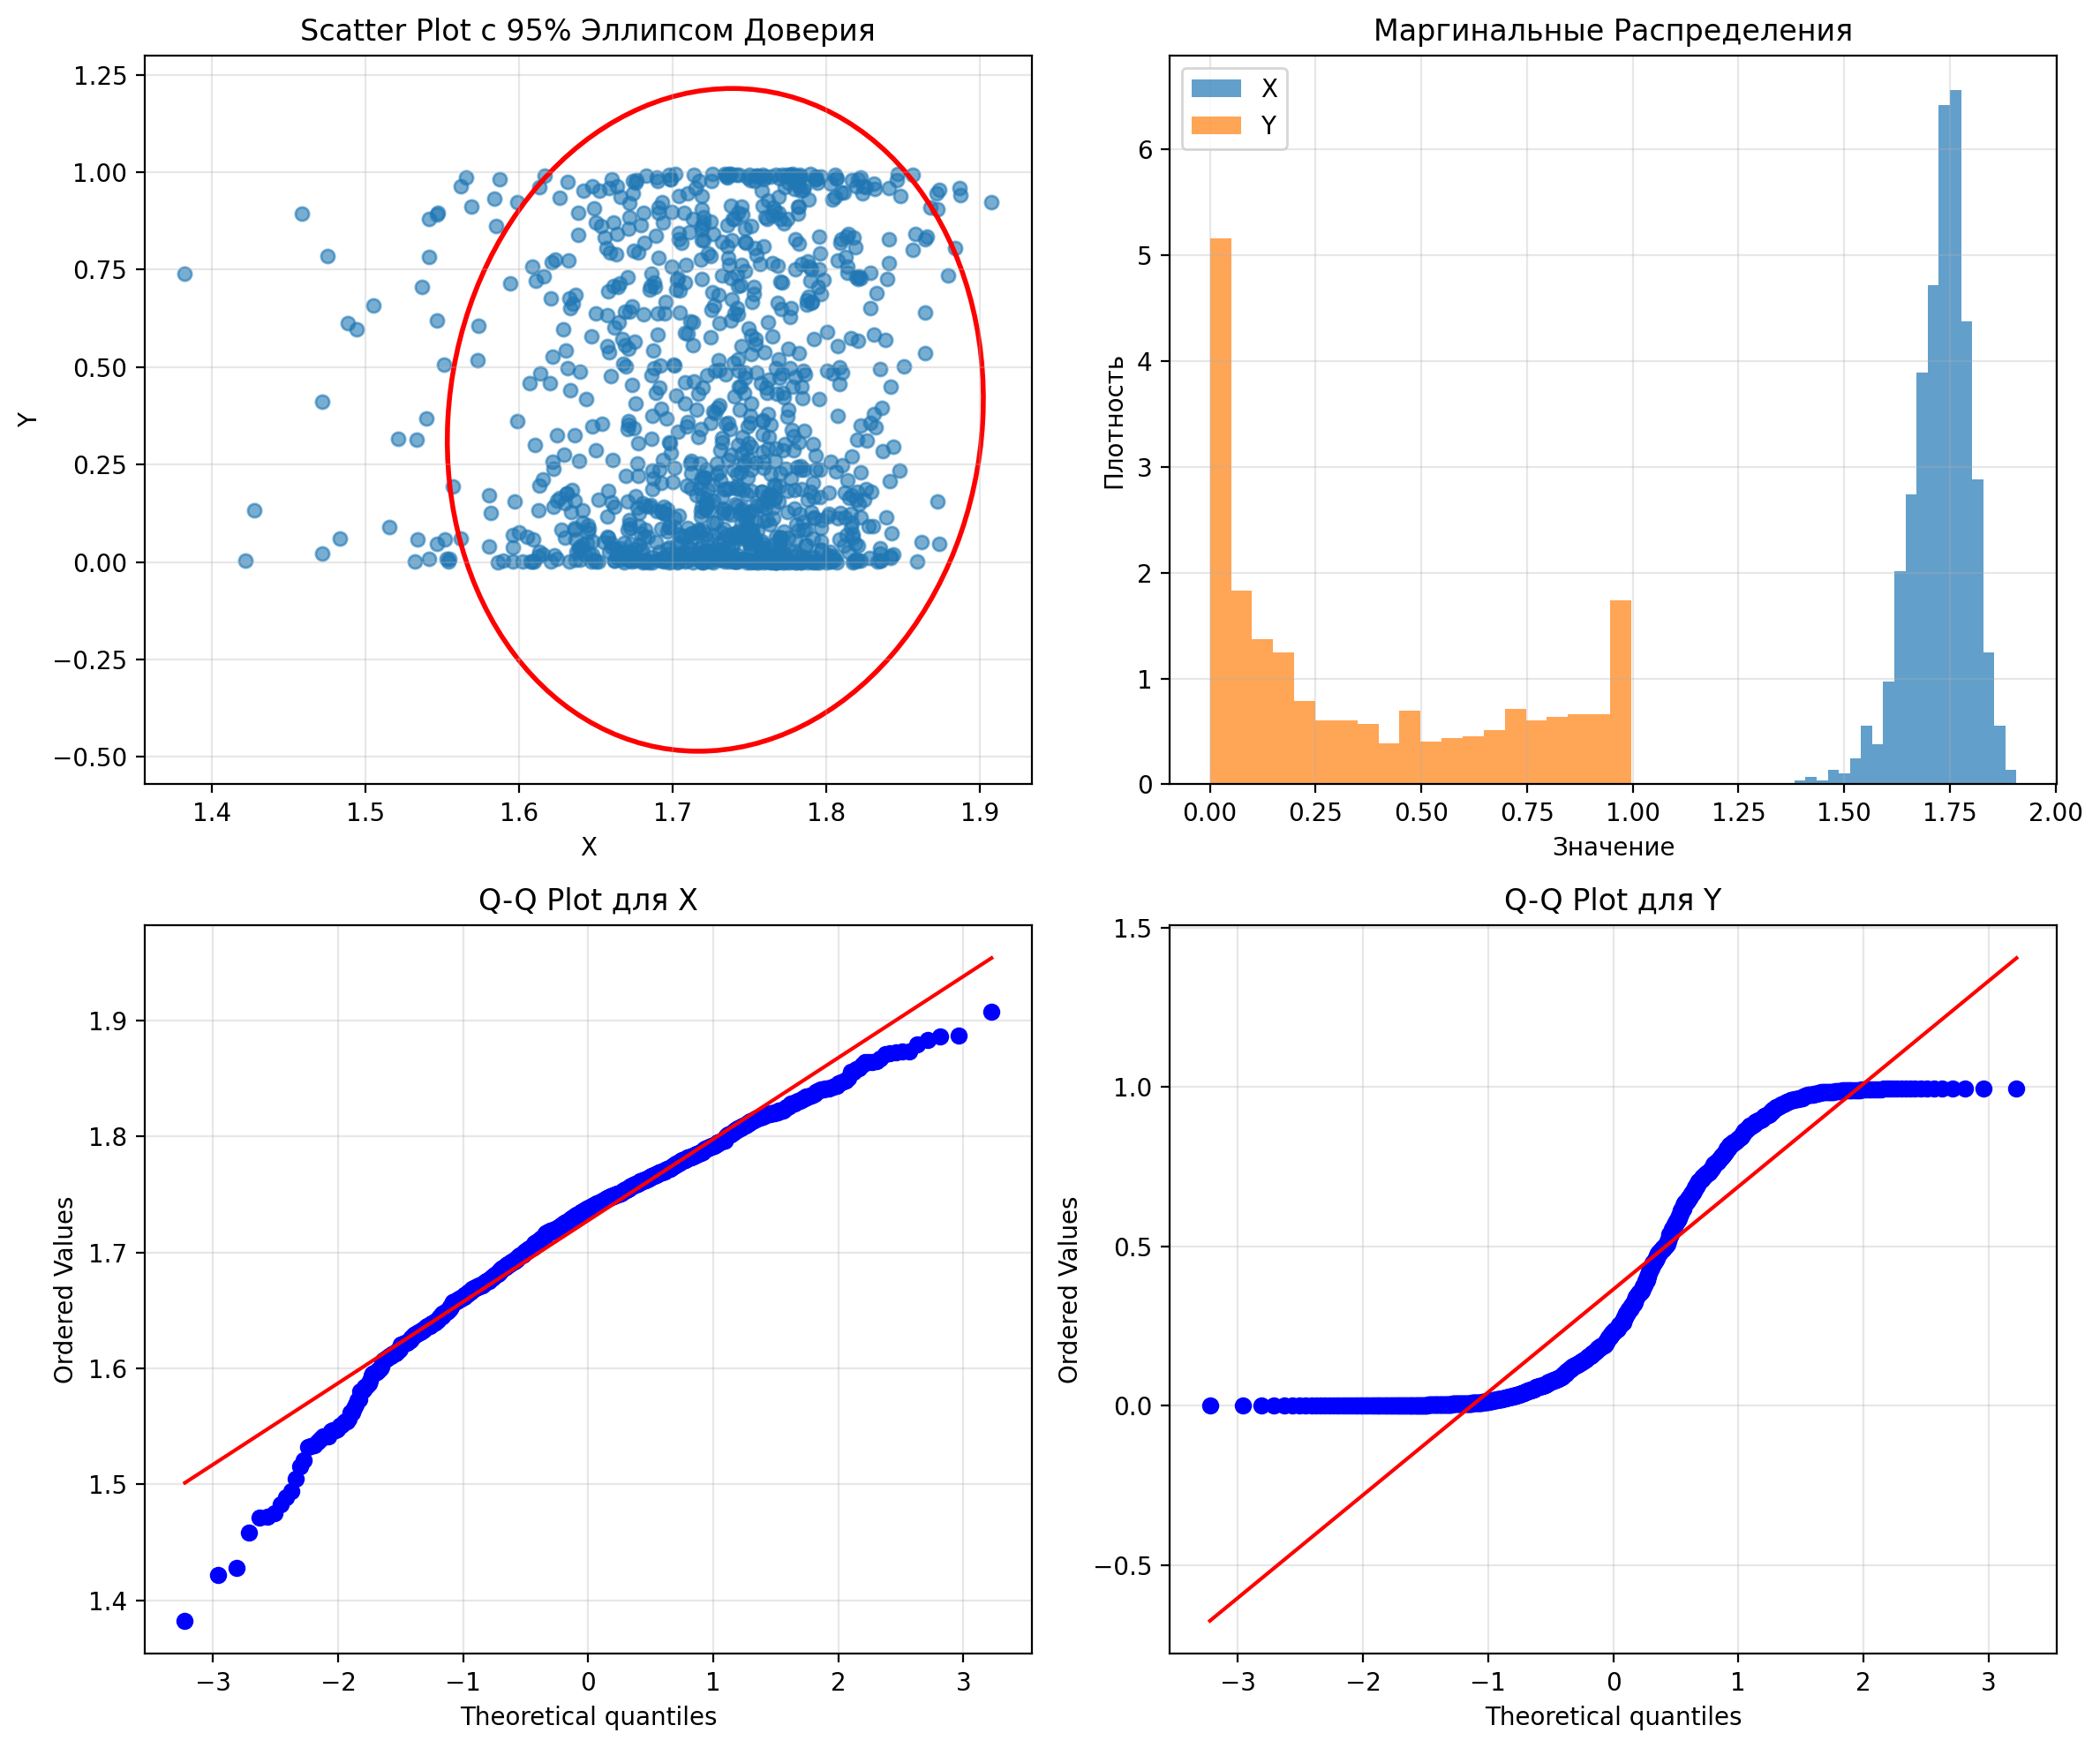 Scatter Plot с 95% Эллипсом Доверия
1.25
1.00
0.75
0.50
0.25
0.00
−0.25
−0.50
Y
1.4 1.5 1.6 1.7 1.8 1.9
X
Маргинальные Распределения
X
Y
6
5
4
3
2
1
0
Плотность
0.00 0.25 0.50 0.75 1.00 1.25 1.50 1.75 2.00
Значение
Q-Q Plot для X
1.9
1.8
1.7
1.6
1.5
1.4
Ordered Values
−3 −2 −1 0 1 2 3
Theoretical quantiles
Q-Q Plot для Y
1.5
1.0
0.5
0.0
−0.5
Ordered Values
−3 −2 −1 0 1 2 3
Theoretical quantiles